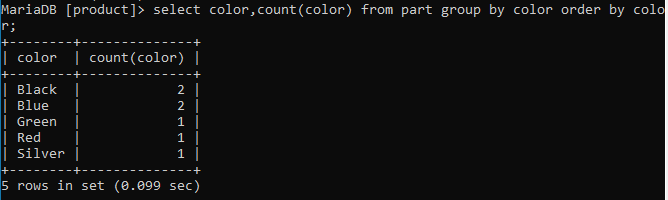 MariaDB [product]> select color,count(color) from part group by color order by colo
r;
+--------+--------------+
| color  | count(color) |
+--------+--------------+
| Black  |            2 |
| Blue   |            2 |
| Green  |            1 |
| Red    |            1 |
| Silver |            1 |
+--------+--------------+
5 rows in set (0.099 sec)